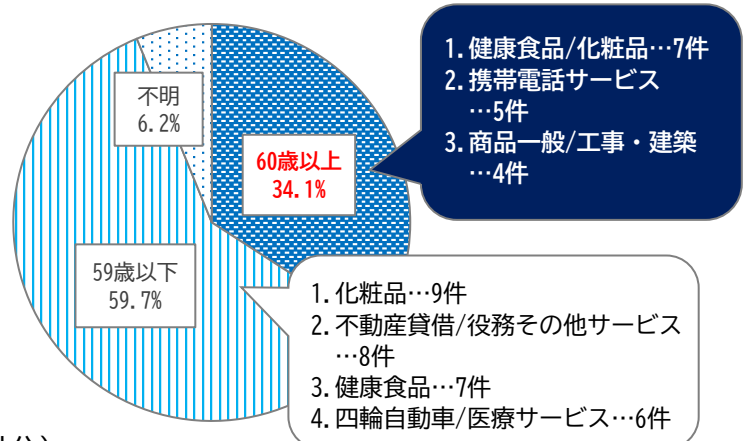 不明
6.2%
60歳以上
34.1%
1.健康食品/化粧品…7件
2.携帯電話サービス
…5件
3.商品一般/工事・建築
…4件
59歳以下
59.7%
1.化粧品…9件
2.不動産貸借/役務その他サービス
…8件
3.健康食品…7件
4.四輪自動車/医療サービス…6件